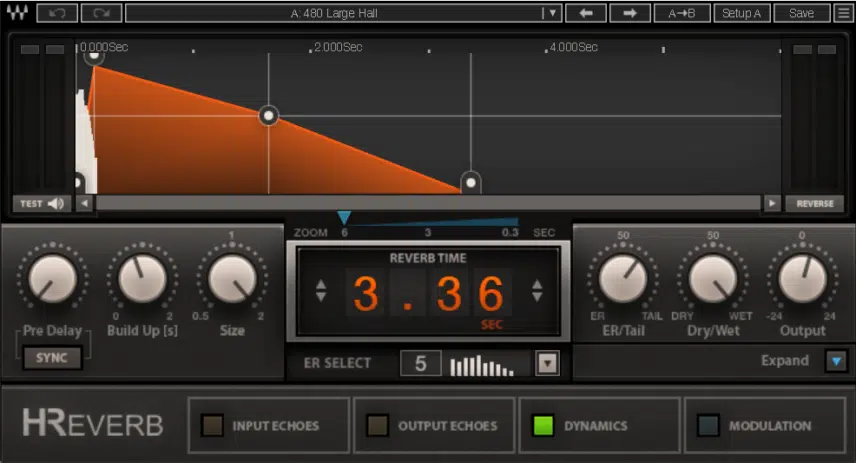 A: 480 Large Hall
A→B
Setup A
Save
0.000Sec
2.000Sec
4.000Sec
TEST
REVERSE
ZOOM 6 3 0.3 SEC
REVERB TIME
3.36
SEC
1
0 2
0.5 2
Pre Delay
Build Up [s]
Size
SYNC
50
50
0
ER TAIL
DRY WET
-24 24
ER/Tail
Dry/Wet
Output
ER SELECT 5
Expand
HREVERB
INPUT ECHOES
OUTPUT ECHOES
DYNAMICS
MODULATION